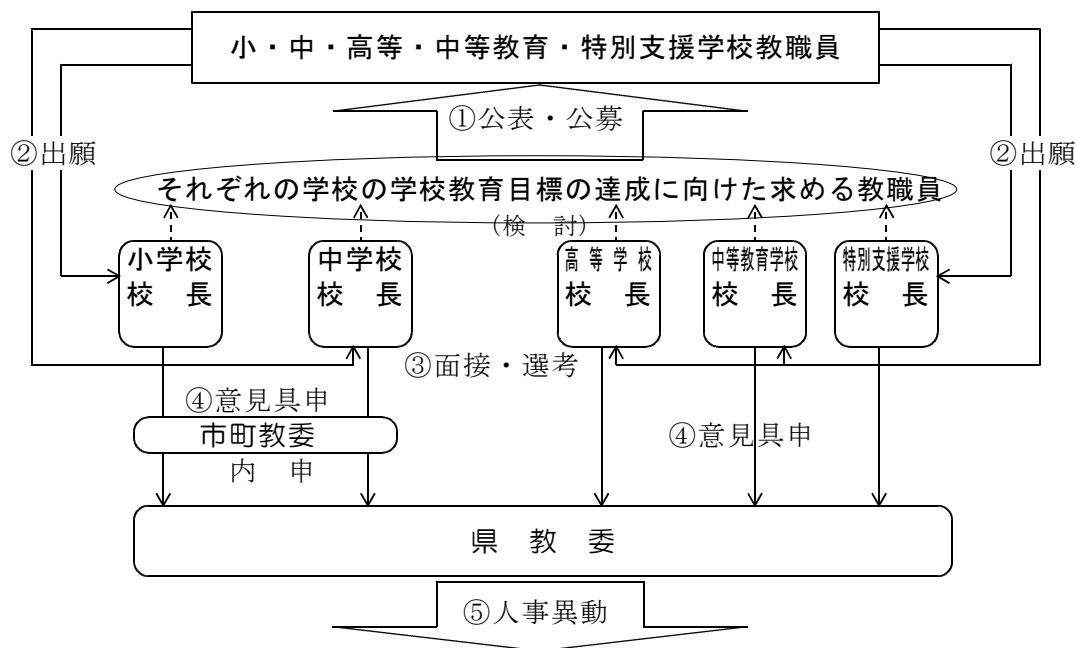 小・中・高等・中等教育・特別支援学校教職員
①公表・公募
②出願
②出願
それぞれの学校の学校教育目標の達成に向けた求める教職員
(検 討)
小学校
校 長
中学校
校 長
高等学校
校 長
中等教育学校
校 長
特別支援学校
校 長
③面接・選考
④意見具申
市町教委
内 申
④意見具申
県 教 委
⑤人事異動